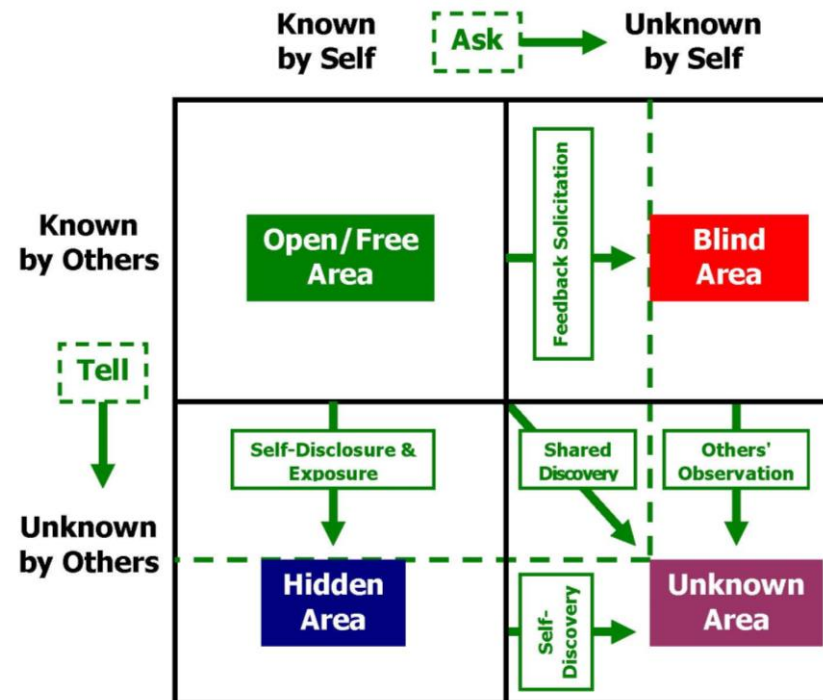 Known
by Self
Ask
Unknown
by Self
Known
by Others
Open/Free
Area
Feedback Solicitation
Blind
Area
Tell
Self-Disclosure &
Exposure
Shared
Discovery
Others'
Observation
Unknown
by Others
Hidden
Area
Self-
Discovery
Unknown
Area